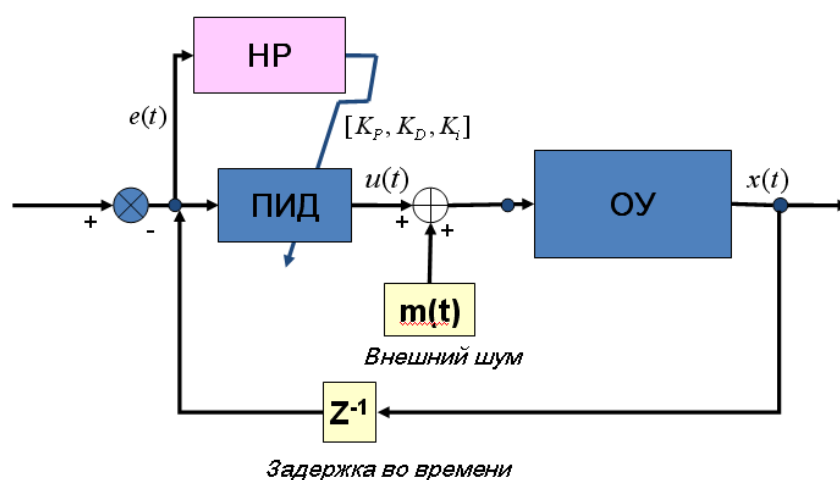 НР
e(t)
[K_P, K_D, K_i]
ПИД
u(t)
ОУ
x(t)
+
-
+
+
m(t)
Внешний шум
Z⁻¹
Задержка во времени